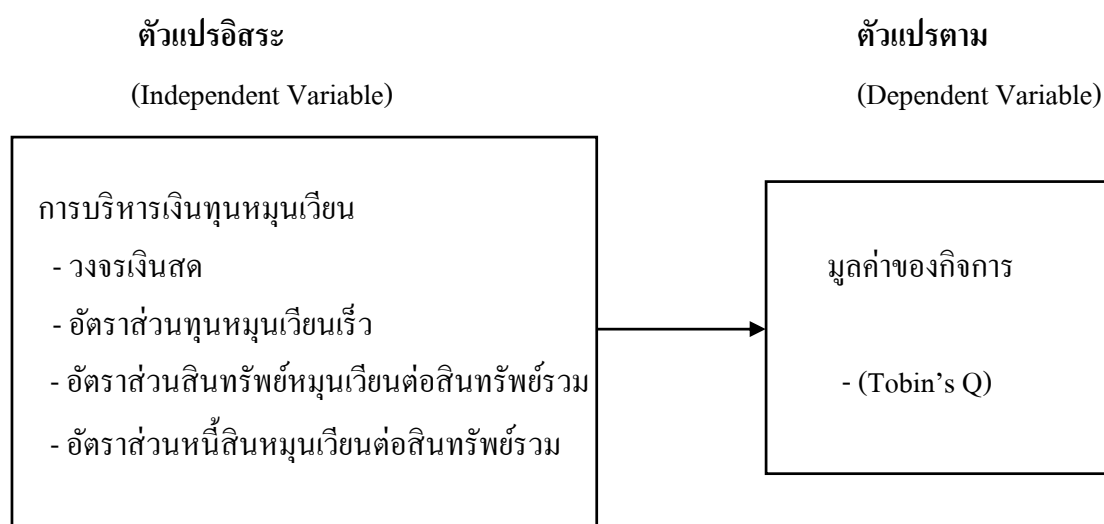 ตัวแปรอิสระ
(Independent Variable)
การบริหารเงินทุนหมุนเวียน
- วงจรเงินสด
- อัตราส่วนทุนหมุนเวียนเร็ว
- อัตราส่วนสินทรัพย์หมุนเวียนต่อสินทรัพย์รวม
- อัตราส่วนหนี้สินหมุนเวียนต่อสินทรัพย์รวม
ตัวแปรตาม
(Dependent Variable)
มูลค่าของกิจการ
- (Tobin’s Q)